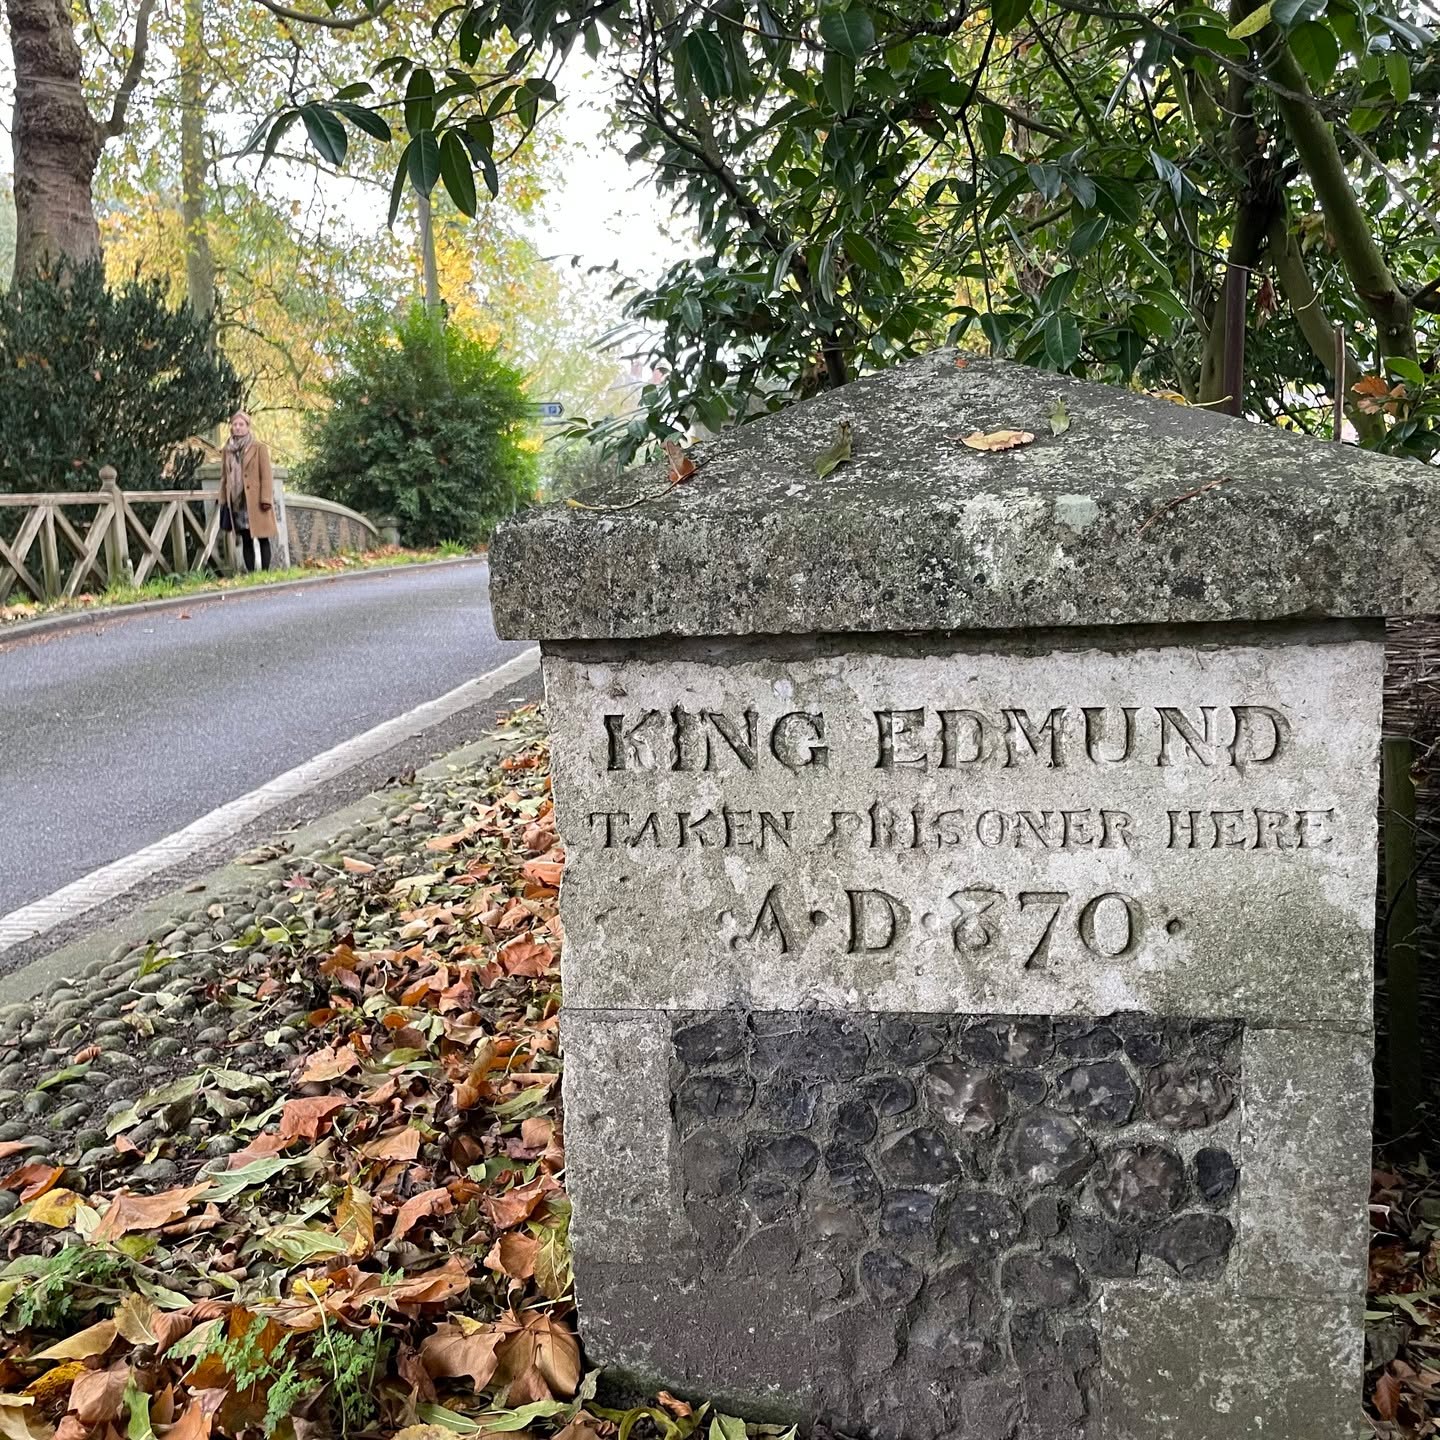 KING EDMUND
TAKEN PRISONER HERE
·A·D·870·